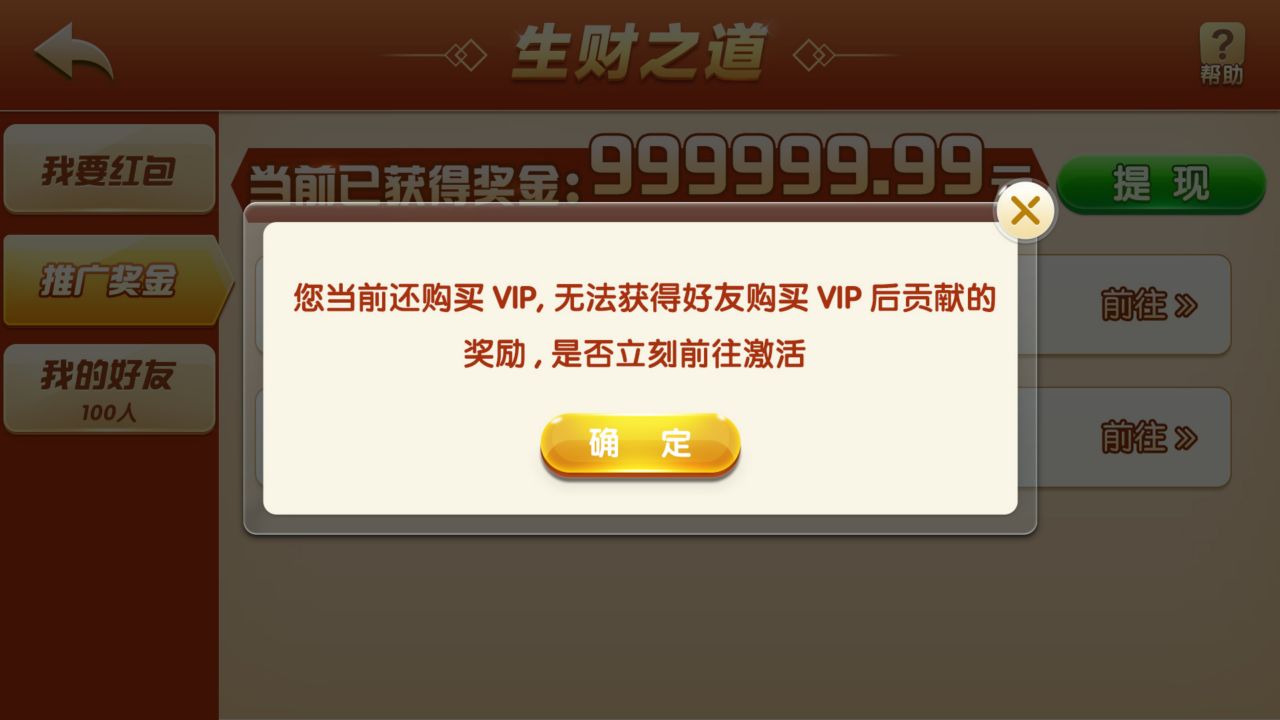 生财之道
?
帮助
我要红包
当前已获得奖金:999999.99元
提 现
推广奖金
我的好友
100人
您当前还购买 VIP, 无法获得好友购买 VIP 后贡献的
奖励 , 是否立刻前往激活
确 定
前往 »
前往 »